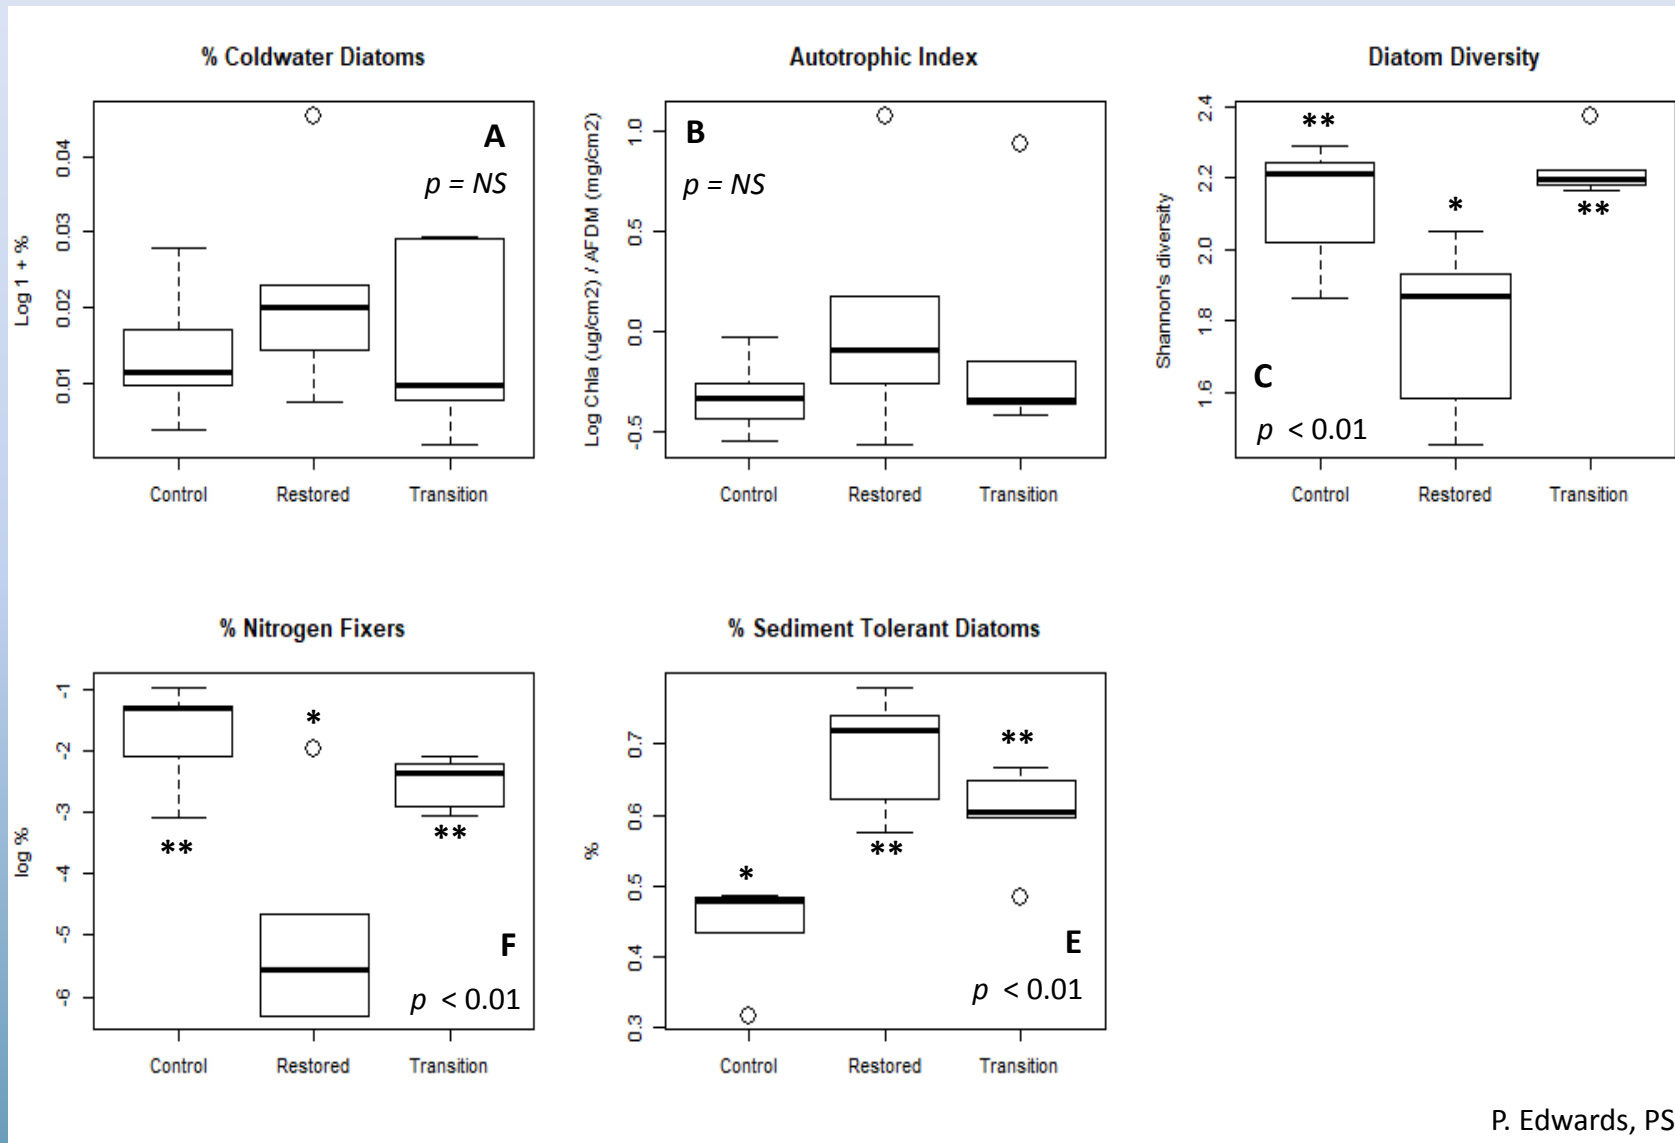 % Coldwater Diatoms
Log 1 + %
0.04
0.03
0.02
0.01
A
p = NS
Control Restored Transition
Autotrophic Index
Log Chla (ug/cm2) / AFDM (mg/cm2)
1.0
0.5
0.0
-0.5
B
p = NS
Control Restored Transition
Diatom Diversity
Shannon's diversity
2.4
2.2
2.0
1.8
1.6
**
*
**
C
p < 0.01
Control Restored Transition
% Nitrogen Fixers
log %
-1
-2
-3
-4
-5
-6
*
**
**
F
p < 0.01
Control Restored Transition
% Sediment Tolerant Diatoms
%
0.7
0.6
0.5
0.4
0.3
**
**
*
E
p < 0.01
Control Restored Transition
P. Edwards, PS